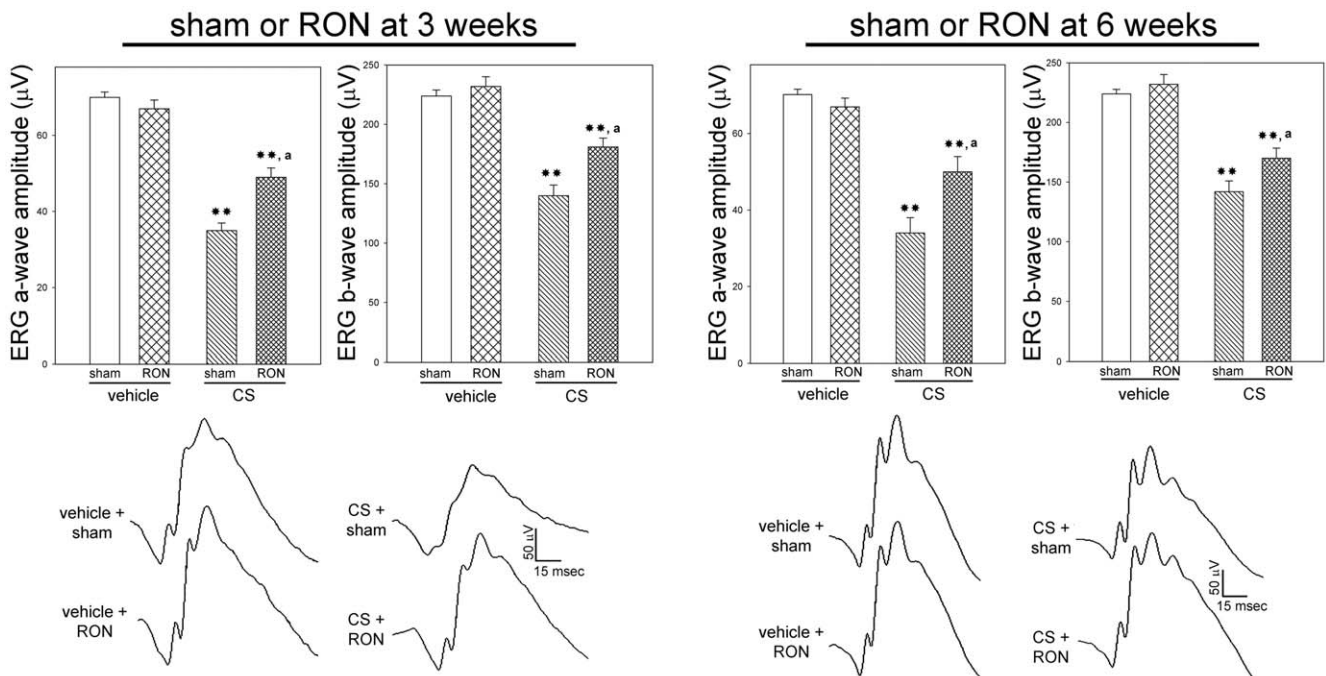 sham or RON at 3 weeks
sham or RON at 6 weeks
ERG a-wave amplitude (µV)
60
40
20
0
✷✷
✷✷, a
sham RON sham RON
vehicle CS
ERG b-wave amplitude (µV)
250
200
150
100
50
0
✷✷
✷✷, a
sham RON sham RON
vehicle CS
ERG a-wave amplitude (µV)
60
40
20
0
✷✷
✷✷, a
sham RON sham RON
vehicle CS
ERG b-wave amplitude (µV)
250
200
150
100
50
0
✷✷
✷✷, a
sham RON sham RON
vehicle CS
vehicle +
sham
CS +
sham
50 µV
15 msec
vehicle +
RON
CS +
RON
vehicle +
sham
CS +
sham
50 µV
15 msec
vehicle +
RON
CS +
RON